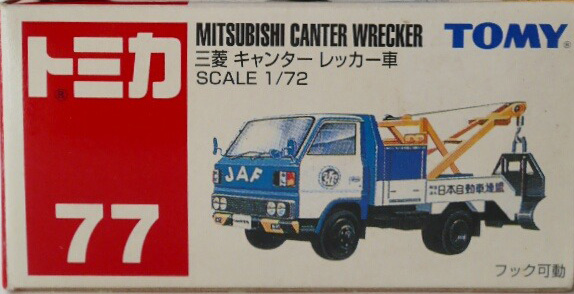 トミカ
77
MITSUBISHI CANTER WRECKER
三菱 キャンター レッカー車
SCALE 1/72
TOMY
JAF
日本自動車連盟
フック可動